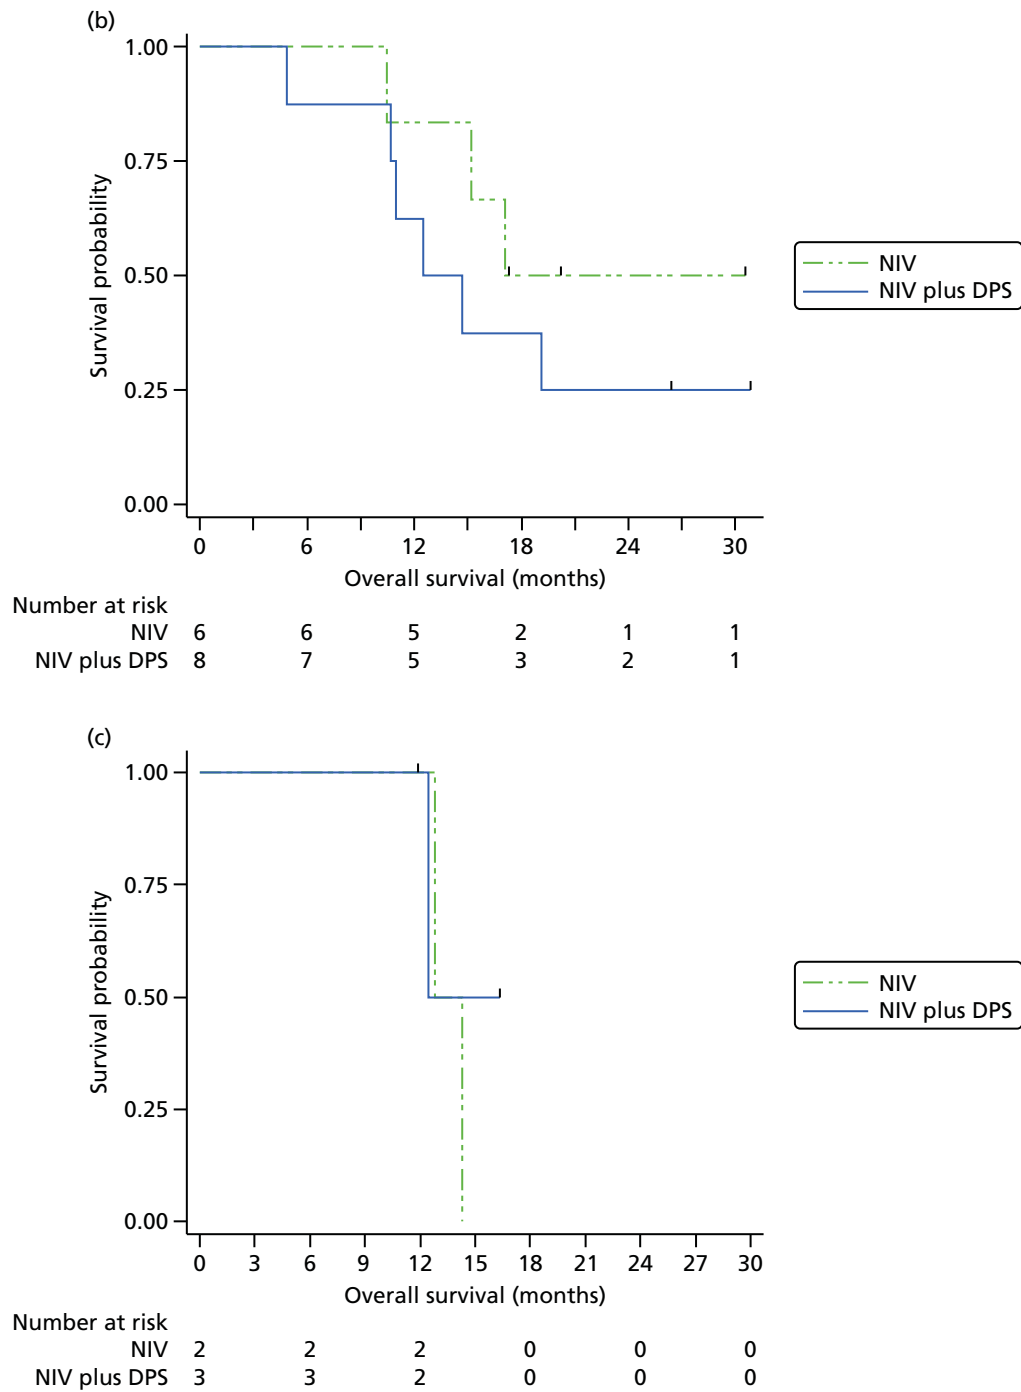 (b)
1.00
0.75
0.50
0.25
0.00
Survival probability
0 6 12 18 24 30
Overall survival (months)
NIV
NIV plus DPS
Number at risk
NIV 6 6 5 2 1 1
NIV plus DPS 8 7 5 3 2 1
(c)
1.00
0.75
0.50
0.25
0.00
Survival probability
0 3 6 9 12 15 18 21 24 27 30
Overall survival (months)
NIV
NIV plus DPS
Number at risk
NIV 2 2 2 0 0 0
NIV plus DPS 3 3 2 0 0 0